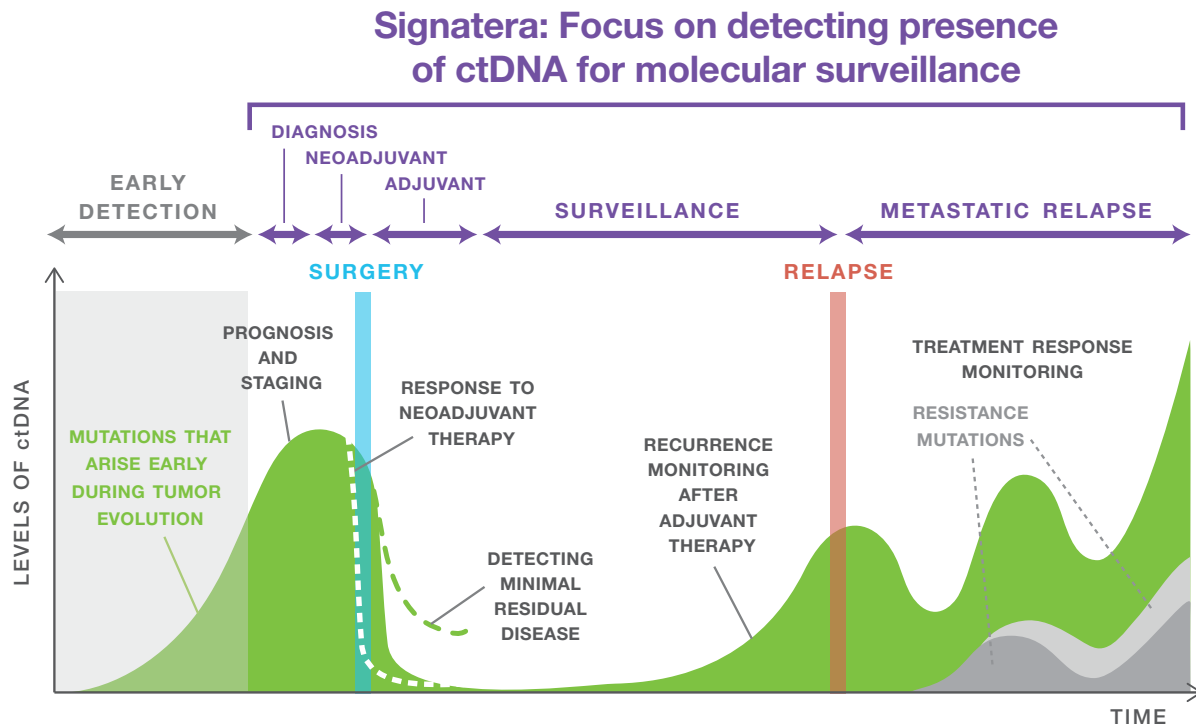 Signatera: Focus on detecting presence
of ctDNA for molecular surveillance
DIAGNOSIS
NEOADJUVANT
ADJUVANT
EARLY
DETECTION
SURVEILLANCE
METASTATIC RELAPSE
SURGERY
RELAPSE
LEVELS OF ctDNA
MUTATIONS THAT
ARISE EARLY
DURING TUMOR
EVOLUTION
PROGNOSIS
AND
STAGING
RESPONSE TO
NEOADJUVANT
THERAPY
DETECTING
MINIMAL
RESIDUAL
DISEASE
RECURRENCE
MONITORING
AFTER
ADJUVANT
THERAPY
TREATMENT RESPONSE
MONITORING
RESISTANCE
MUTATIONS
TIME